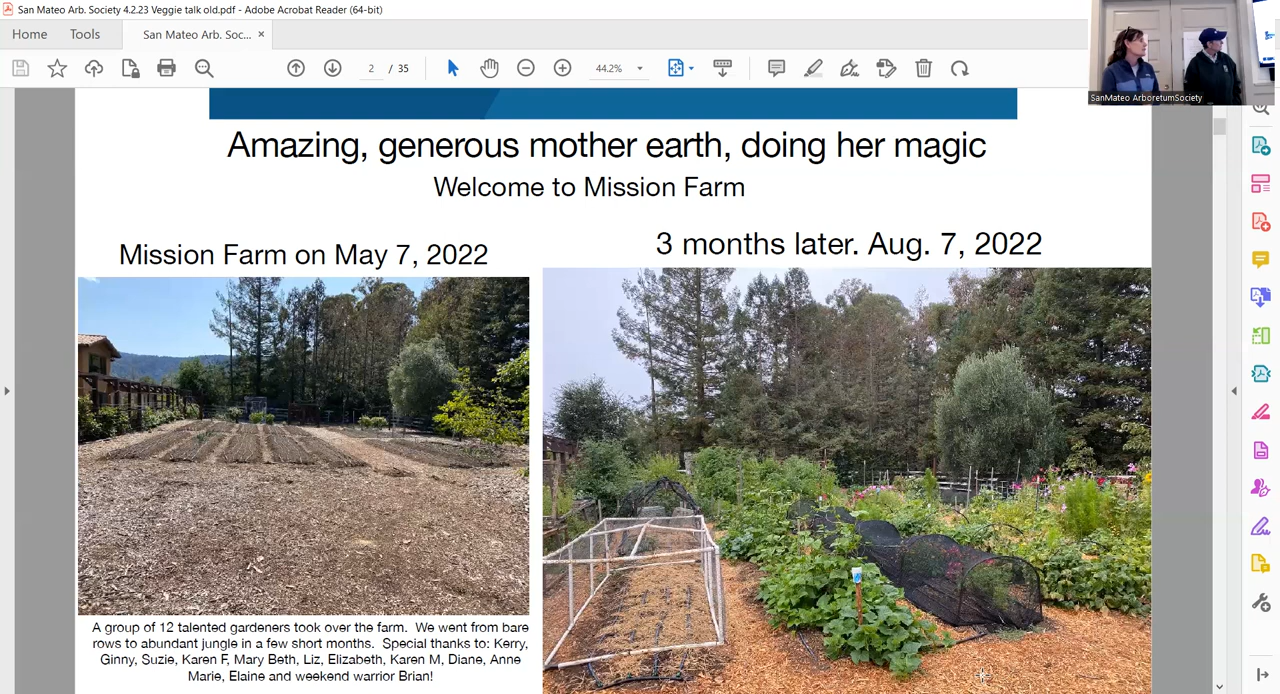 San Mateo Arb. Society 4.2.23 Veggie talk old.pdf - Adobe Acrobat Reader (64-bit)
Home Tools San Mateo Arb. Soc... ×
2 / 35 44.2%
SanMateo ArboretumSociety
Amazing, generous mother earth, doing her magic
Welcome to Mission Farm
Mission Farm on May 7, 2022
3 months later. Aug. 7, 2022
A group of 12 talented gardeners took over the farm. We went from bare
rows to abundant jungle in a few short months. Special thanks to: Kerry,
Ginny, Suzie, Karen F, Mary Beth, Liz, Elizabeth, Karen M, Diane, Anne
Marie, Elaine and weekend warrior Brian!